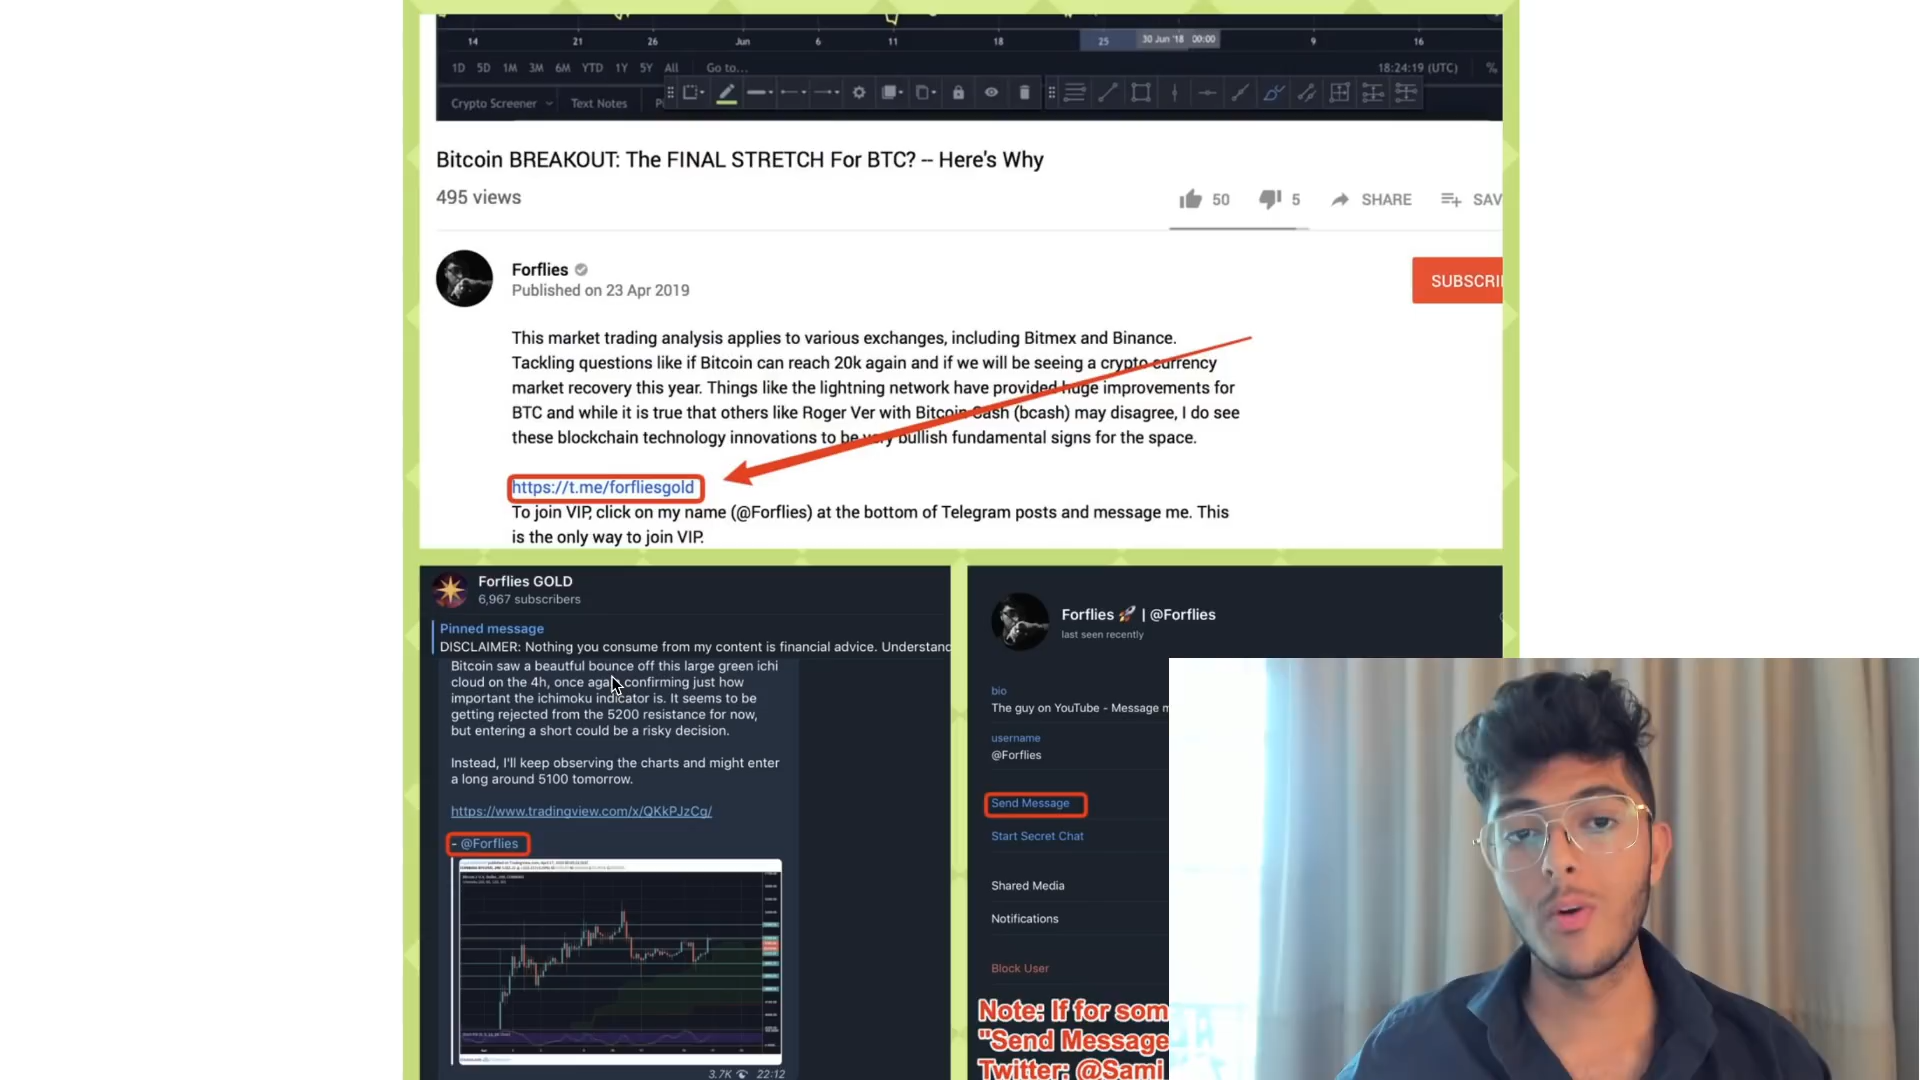 14 21 26 Jun 6 11 18 25 30 Jun '18 00:00 9 16
1D 5D 1M 3M 6M YTD 1Y 5Y All Go to... 18:24:19 (UTC) %
Crypto Screener Text Notes
Bitcoin BREAKOUT: The FINAL STRETCH For BTC? -- Here's Why
495 views
50 5 SHARE SAV
Forflies
Published on 23 Apr 2019
SUBSCRI
This market trading analysis applies to various exchanges, including Bitmex and Binance.
Tackling questions like if Bitcoin can reach 20k again and if we will be seeing a crypto currency
market recovery this year. Things like the lightning network have provided huge improvements for
BTC and while it is true that others like Roger Ver with Bitcoin Cash (bcash) may disagree, I do see
these blockchain technology innovations to be very bullish fundamental signs for the space.
https://t.me/forfliesgold
To join VIP, click on my name (@Forflies) at the bottom of Telegram posts and message me. This
is the only way to join VIP.
Forflies GOLD
6,967 subscribers
Pinned message
DISCLAIMER: Nothing you consume from my content is financial advice. Understand
Bitcoin saw a beautful bounce off this large green ichi
cloud on the 4h, once again confirming just how
important the ichimoku indicator is. It seems to be
getting rejected from the 5200 resistance for now,
but entering a short could be a risky decision.
Instead, I'll keep observing the charts and might enter
a long around 5100 tomorrow.
https://www.tradingview.com/x/QKkPJzCg/
- @Forflies
3.7K 22:12
Forflies 🚀 | @Forflies
last seen recently
bio
The guy on YouTube - Message m
username
@Forflies
Send Message
Start Secret Chat
Shared Media
Notifications
Block User
Note: If for som
"Send Message
Twitter: @Sami